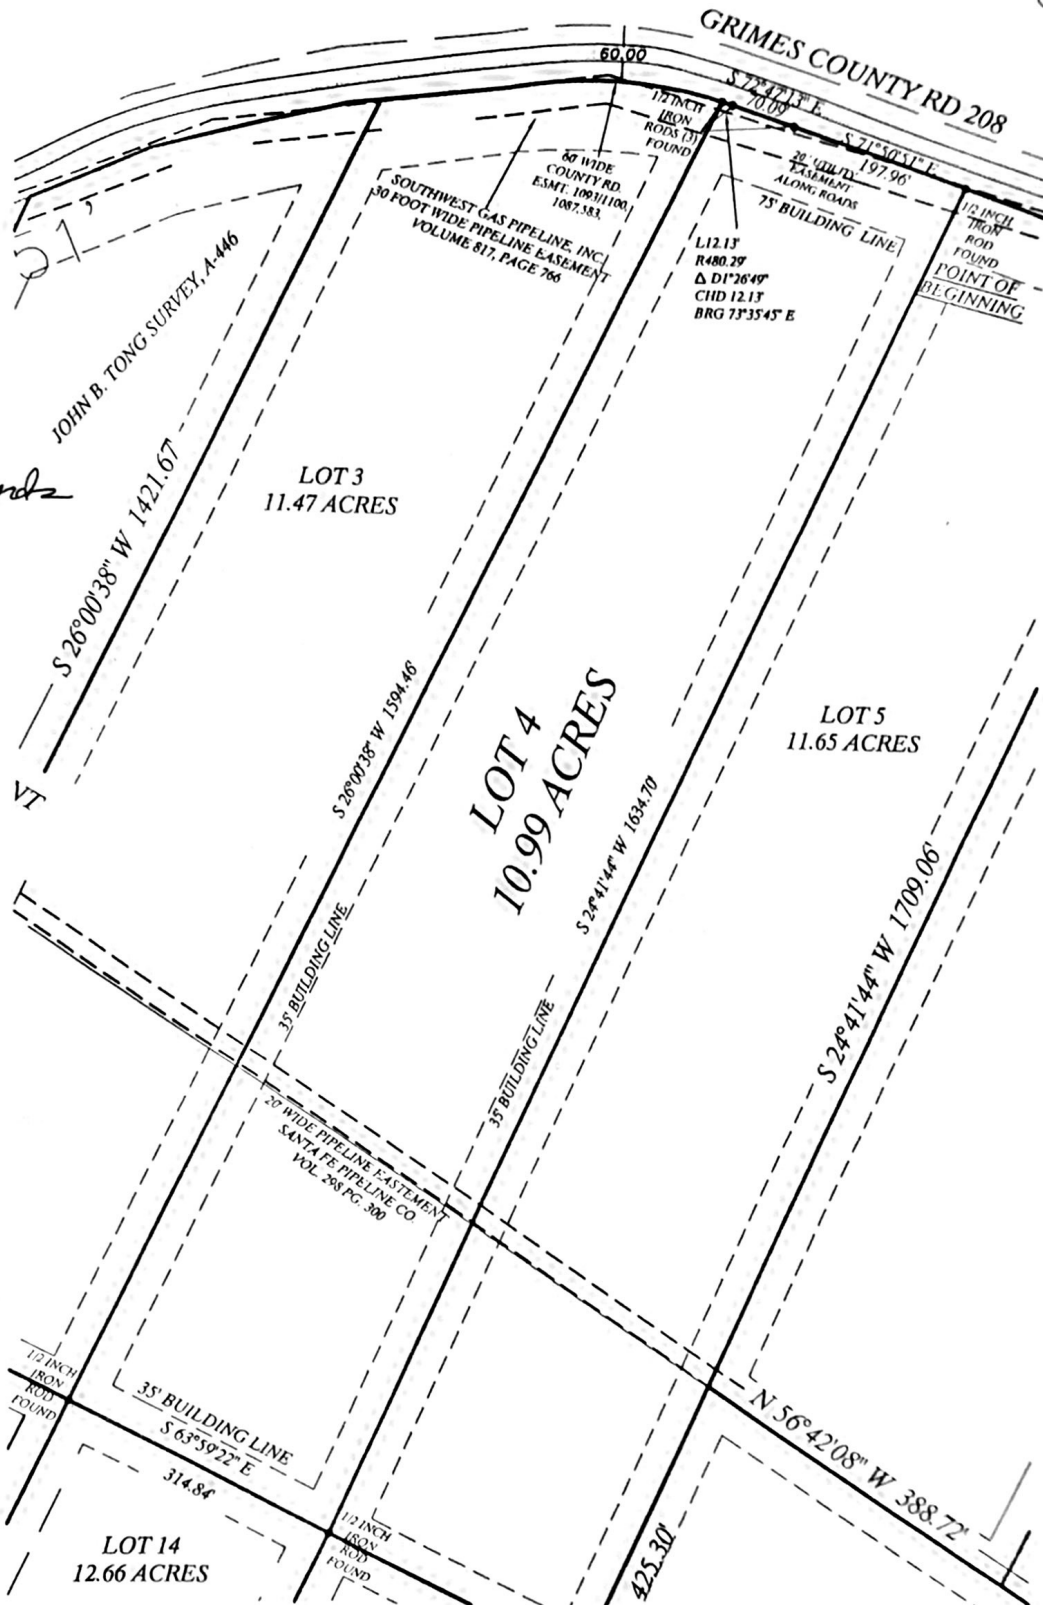 GRIMES COUNTY RD 208
60.00
S 72°42'13" E
70.09'
S 71°50'51" E
197.96'
1/2 INCH
IRON
RODS (3)
FOUND
60' WIDE
COUNTY RD.
ESMT. 1093/1100,
1087,583,
20' UTILITY
EASEMENT
ALONG ROADS
75' BUILDING LINE
1/2 INCH
IRON
ROD
FOUND
POINT OF
BEGINNING
SOUTHWEST GAS PIPELINE, INC.
30 FOOT WIDE PIPELINE EASEMENT
VOLUME 817, PAGE 766
L12.13'
R480.29'
Δ D1°26'49"
CHD 12.13'
BRG 73°35'45" E
JOHN B. TONG SURVEY, A-446
S 26°00'38" W 1421.67'
LOT 3
11.47 ACRES
S 26°00'38" W 1594.46'
LOT 4
10.99 ACRES
LOT 5
11.65 ACRES
S 24°41'44" W 1634.70'
S 24°41'44" W 1709.06'
VT
35' BUILDING LINE
35' BUILDING LINE
20' WIDE PIPELINE EASTEMENT
SANTA FE PIPELINE CO.
VOL. 298 PG. 300
1/2 INCH
IRON
ROD
FOUND
35' BUILDING LINE
S 63°59'22" E
314.84'
N 56°42'08" W 388.72'
1/2 INCH
IRON
ROD
FOUND
425.30'
LOT 14
12.66 ACRES